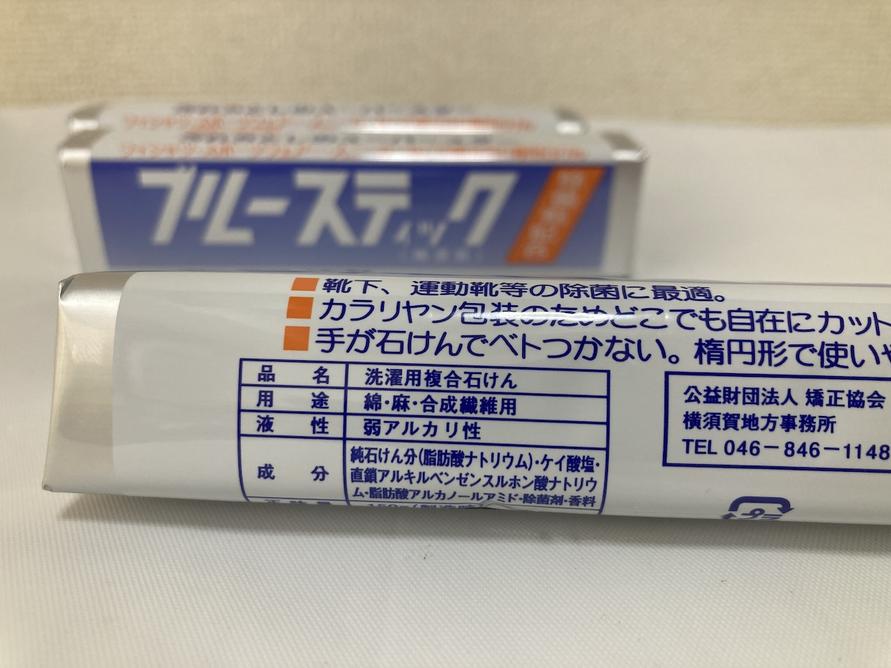 ブルースティック
■靴下、運動靴等の除菌に最適。
■カラリヤン包装のためどこでも自在にカット
■手が石けんでベトつかない。楕円形で使いや
品 名 洗濯用複合石けん
用 途 綿・麻・合成繊維用
液 性 弱アルカリ性
成 分 純石けん分(脂肪酸ナトリウム)・ケイ酸塩・
直鎖アルキルベンゼンスルホン酸ナトリウ
ム・脂肪酸アルカノールアミド・除菌剤・香料
公益財団法人 矯正協会
横須賀地方事務所
TEL 046−846−1148